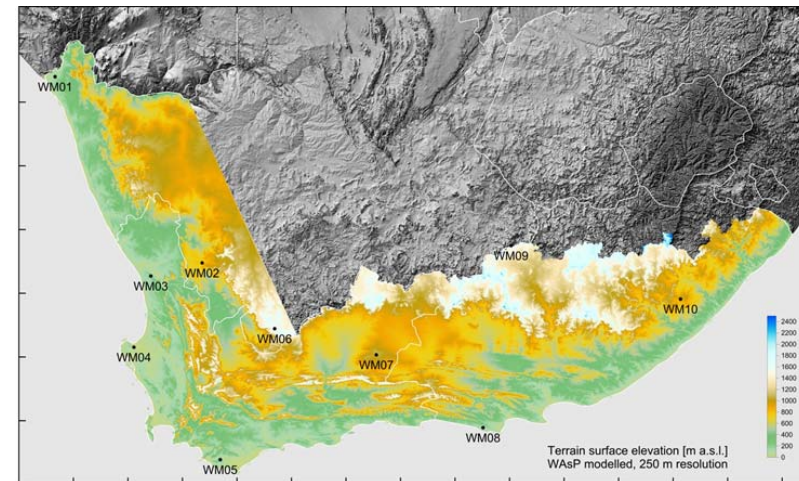 WM01
WM09
WM02
WM03
WM10
WM06
WM04
WM07
WM08
WM05
2400
2200
2000
1800
1600
1400
1200
1000
800
600
400
200
0
Terrain surface elevation [m a.s.l.]
WAsP modelled, 250 m resolution